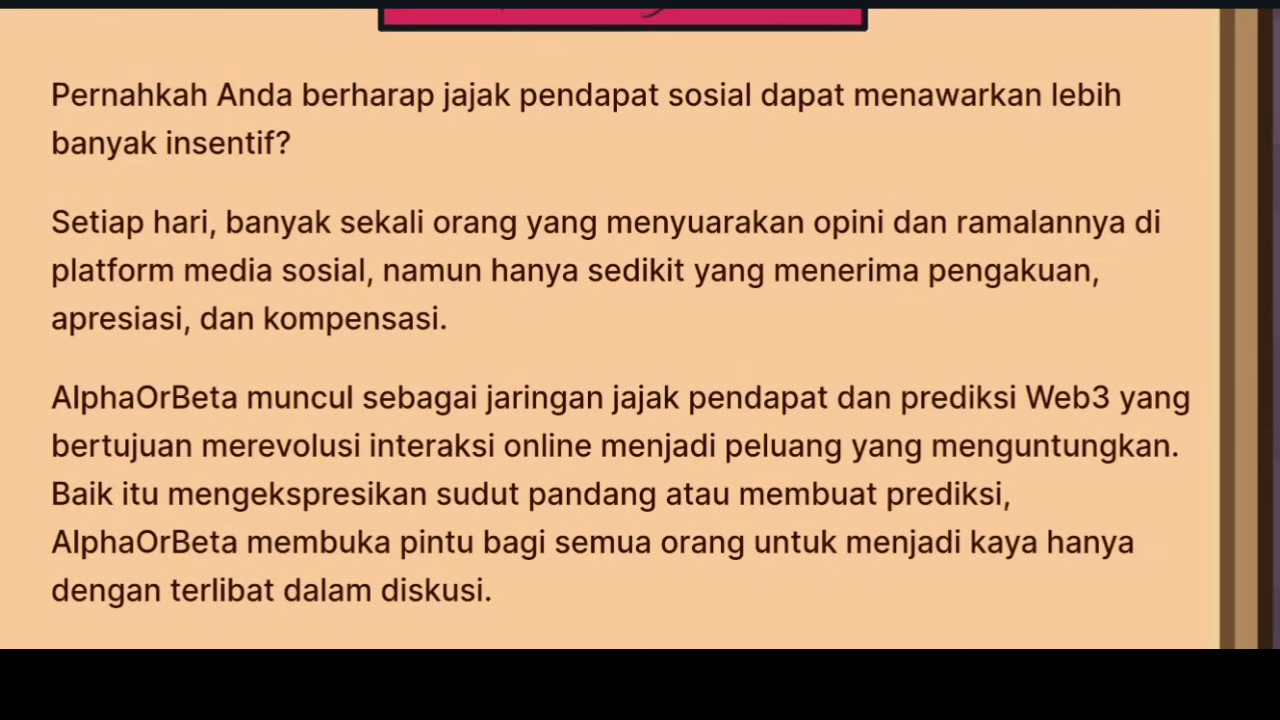 Pernahkah Anda berharap jajak pendapat sosial dapat menawarkan lebih
banyak insentif?
Setiap hari, banyak sekali orang yang menyuarakan opini dan ramalannya di
platform media sosial, namun hanya sedikit yang menerima pengakuan,
apresiasi, dan kompensasi.
AlphaOrBeta muncul sebagai jaringan jajak pendapat dan prediksi Web3 yang
bertujuan merevolusi interaksi online menjadi peluang yang menguntungkan.
Baik itu mengekspresikan sudut pandang atau membuat prediksi,
AlphaOrBeta membuka pintu bagi semua orang untuk menjadi kaya hanya
dengan terlibat dalam diskusi.